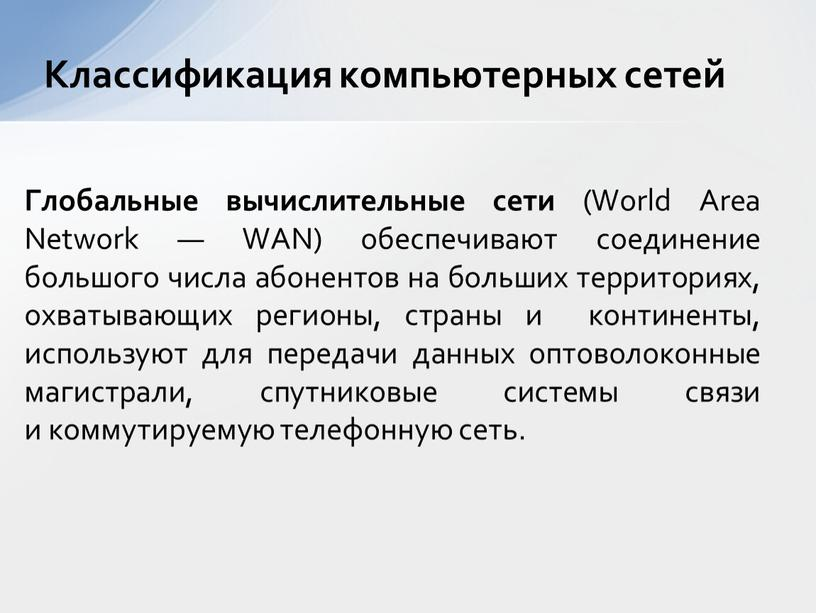 Классификация компьютерных сетей
Глобальные вычислительные сети (World Area
Network — WAN) обеспечивают соединение
большого числа абонентов на больших территориях,
охватывающих регионы, страны и континенты,
используют для передачи данных оптоволоконные
магистрали, спутниковые системы связи
и коммутируемую телефонную сеть.